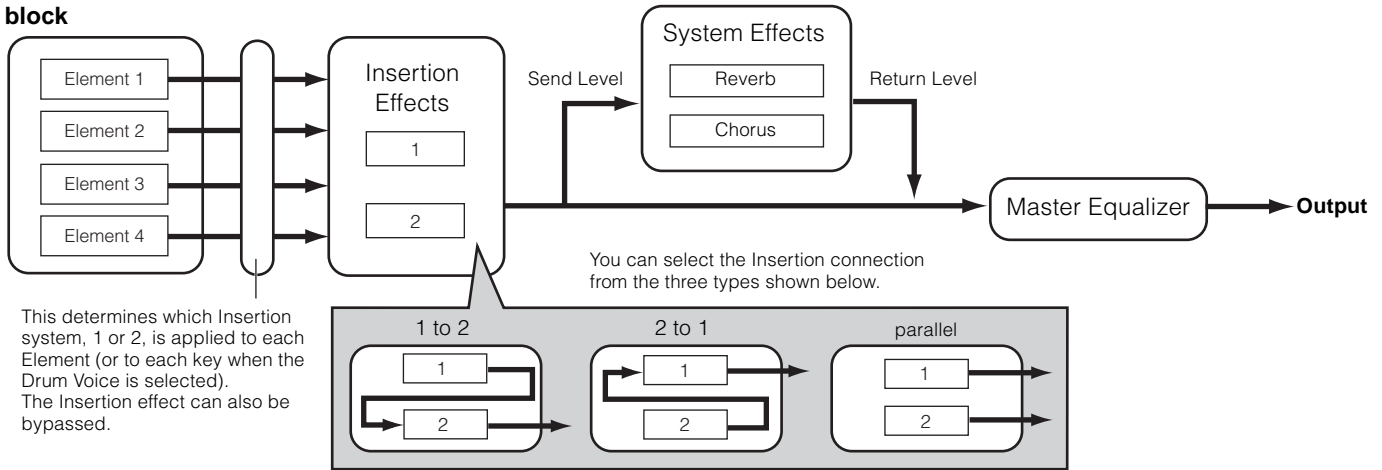 block
Element 1
Element 2
Element 3
Element 4
Insertion
Effects
1
2
Send Level
System Effects
Reverb
Chorus
Return Level
Master Equalizer
Output
This determines which Insertion
system, 1 or 2, is applied to each
Element (or to each key when the
Drum Voice is selected).
The Insertion effect can also be
bypassed.
You can select the Insertion connection
from the three types shown below.
1 to 2
1
2
2 to 1
1
2
parallel
1
2